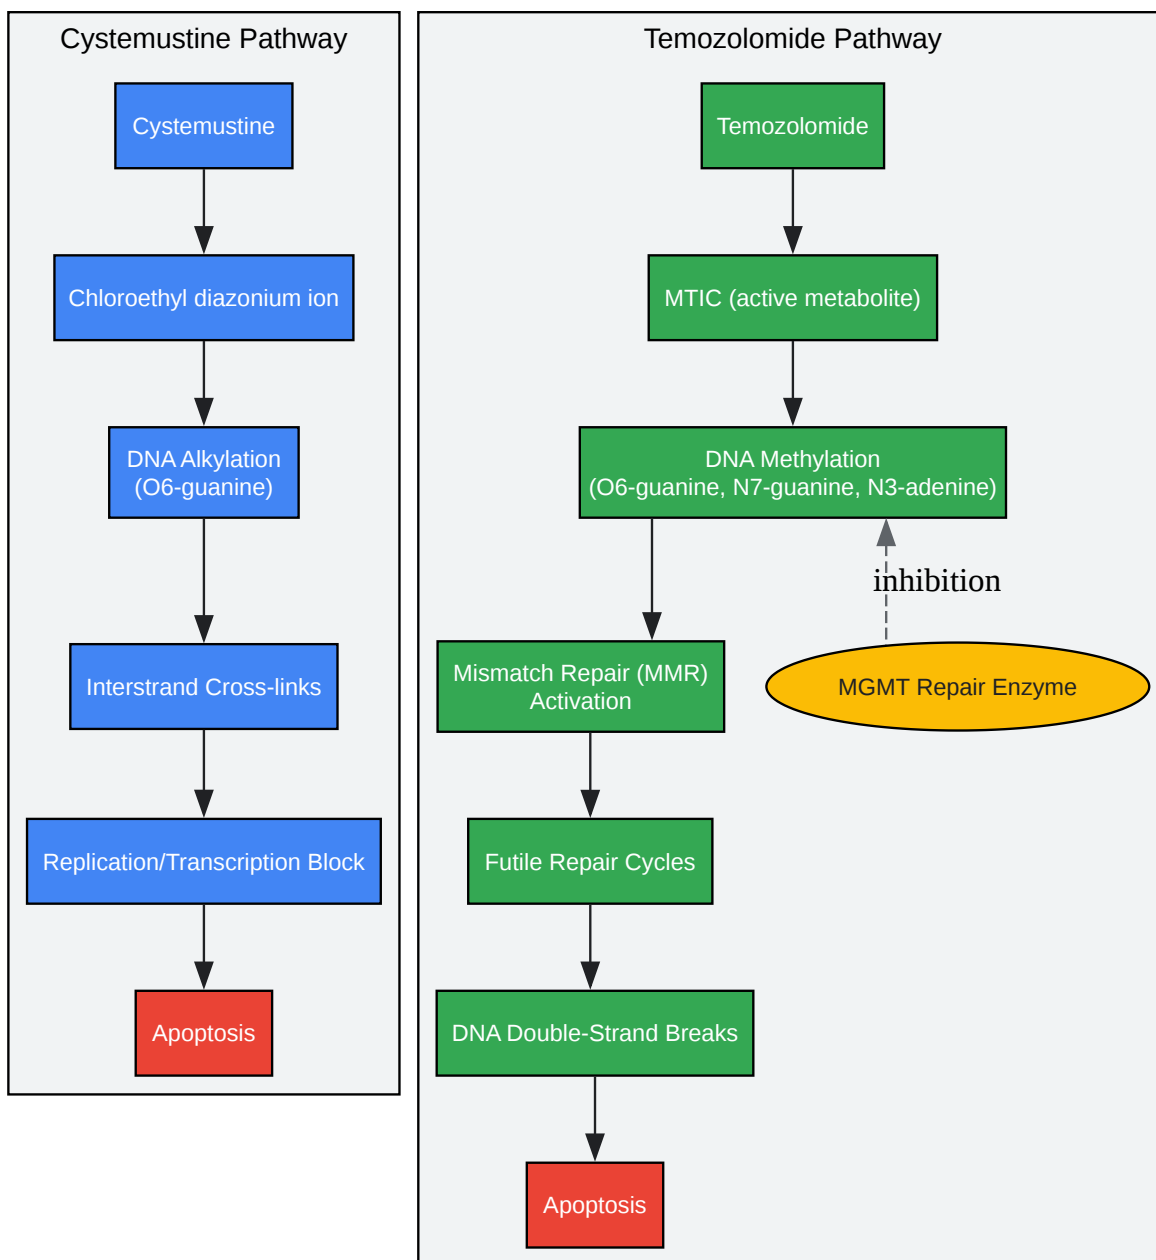 Cystemustine Pathway
Cystemustine
Chloroethyl diazonium ion
DNA Alkylation
(O6-guanine)
Interstrand Cross-links
Replication/Transcription Block
Apoptosis
Temozolomide Pathway
Temozolomide
MTIC (active metabolite)
DNA Methylation
(O6-guanine, N7-guanine, N3-adenine)
inhibition
Mismatch Repair (MMR)
Activation
MGMT Repair Enzyme
Futile Repair Cycles
DNA Double-Strand Breaks
Apoptosis